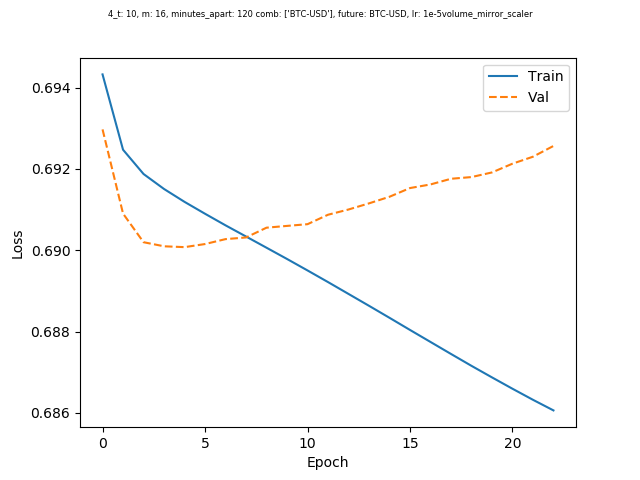 4_t: 10, m: 16, minutes_apart: 120 comb: ['BTC-USD'], future: BTC-USD, lr: 1e-5volume_mirror_scaler
Train
Val
0.694
0.692
0.690
0.688
0.686
Loss
0
5
10
15
20
Epoch